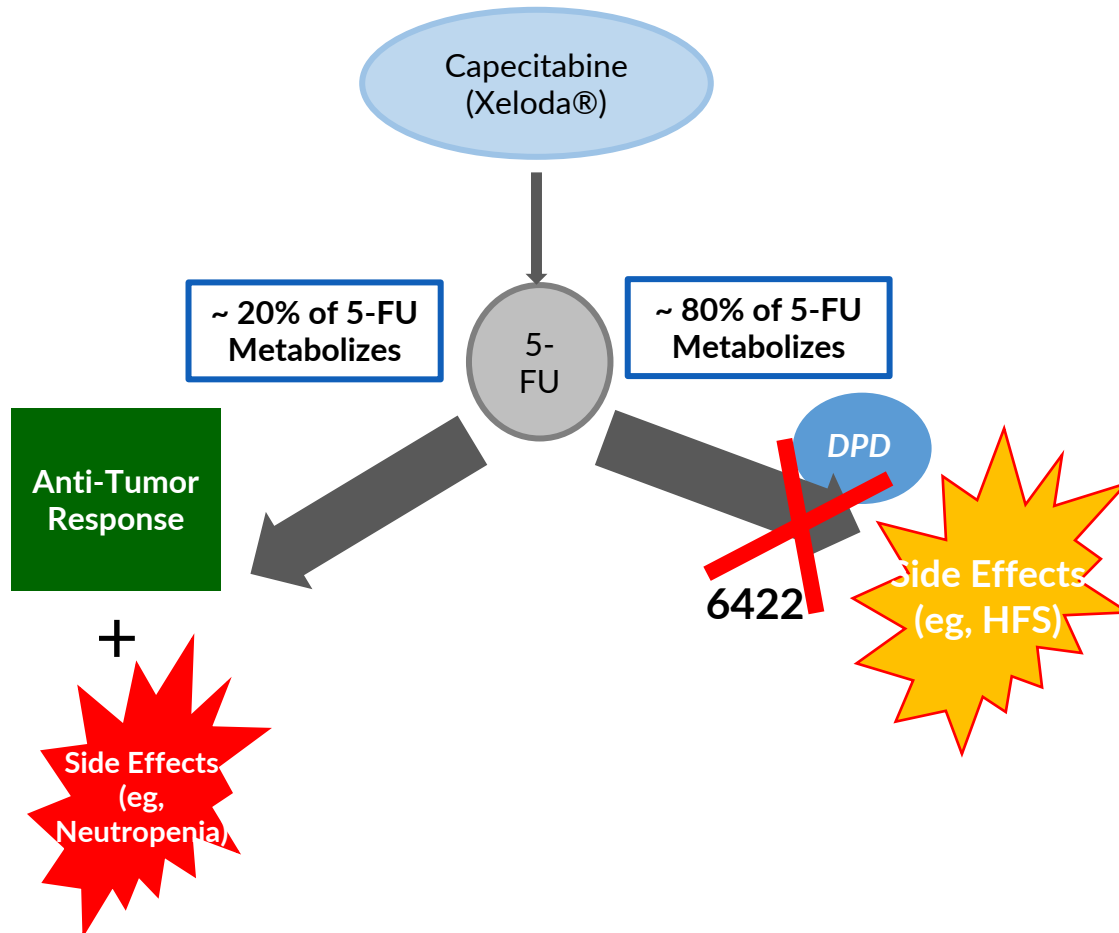 Capecitabine
(Xeloda®)
~ 20% of 5-FU
Metabolizes
~ 80% of 5-FU
Metabolizes
5-
FU
DPD
Anti-Tumor
Response
6422
Side Effects
(eg, HFS)
+
Side Effects
(eg,
Neutropenia)